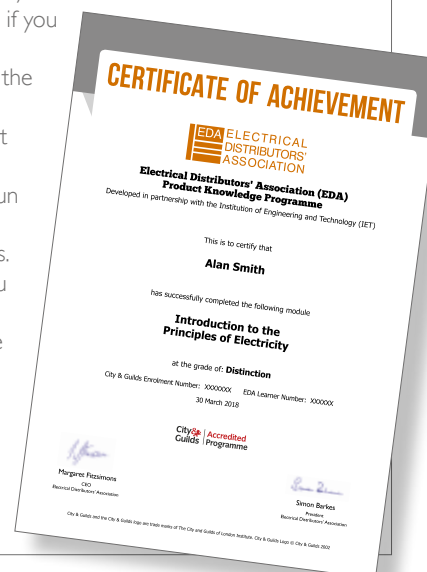 if you
the
t
un
s.
u
e
CERTIFICATE OF ACHIEVEMENT
EDA ELECTRICAL
DISTRIBUTORS'
ASSOCIATION
Electrical Distributors' Association (EDA)
Product Knowledge Programme
Developed in partnership with the Institution of Engineering and Technology (IET)
This is to certify that
Alan Smith
has successfully completed the following module
Introduction to the
Principles of Electricity
at the grade of: Distinction
City & Guilds Enrolment Number: XXXXXXX EDA Learner Number: XXXXXX
30 March 2018
City& Guilds Accredited Programme
Margaret Fitzsimons
CEO
Electrical Distributors' Association
Simon Barkes
President
Electrical Distributors' Association
City & Guilds and the City & Guilds logo are trade marks of The City and Guilds of London Institute. City & Guilds Logo © City & Guilds 2002